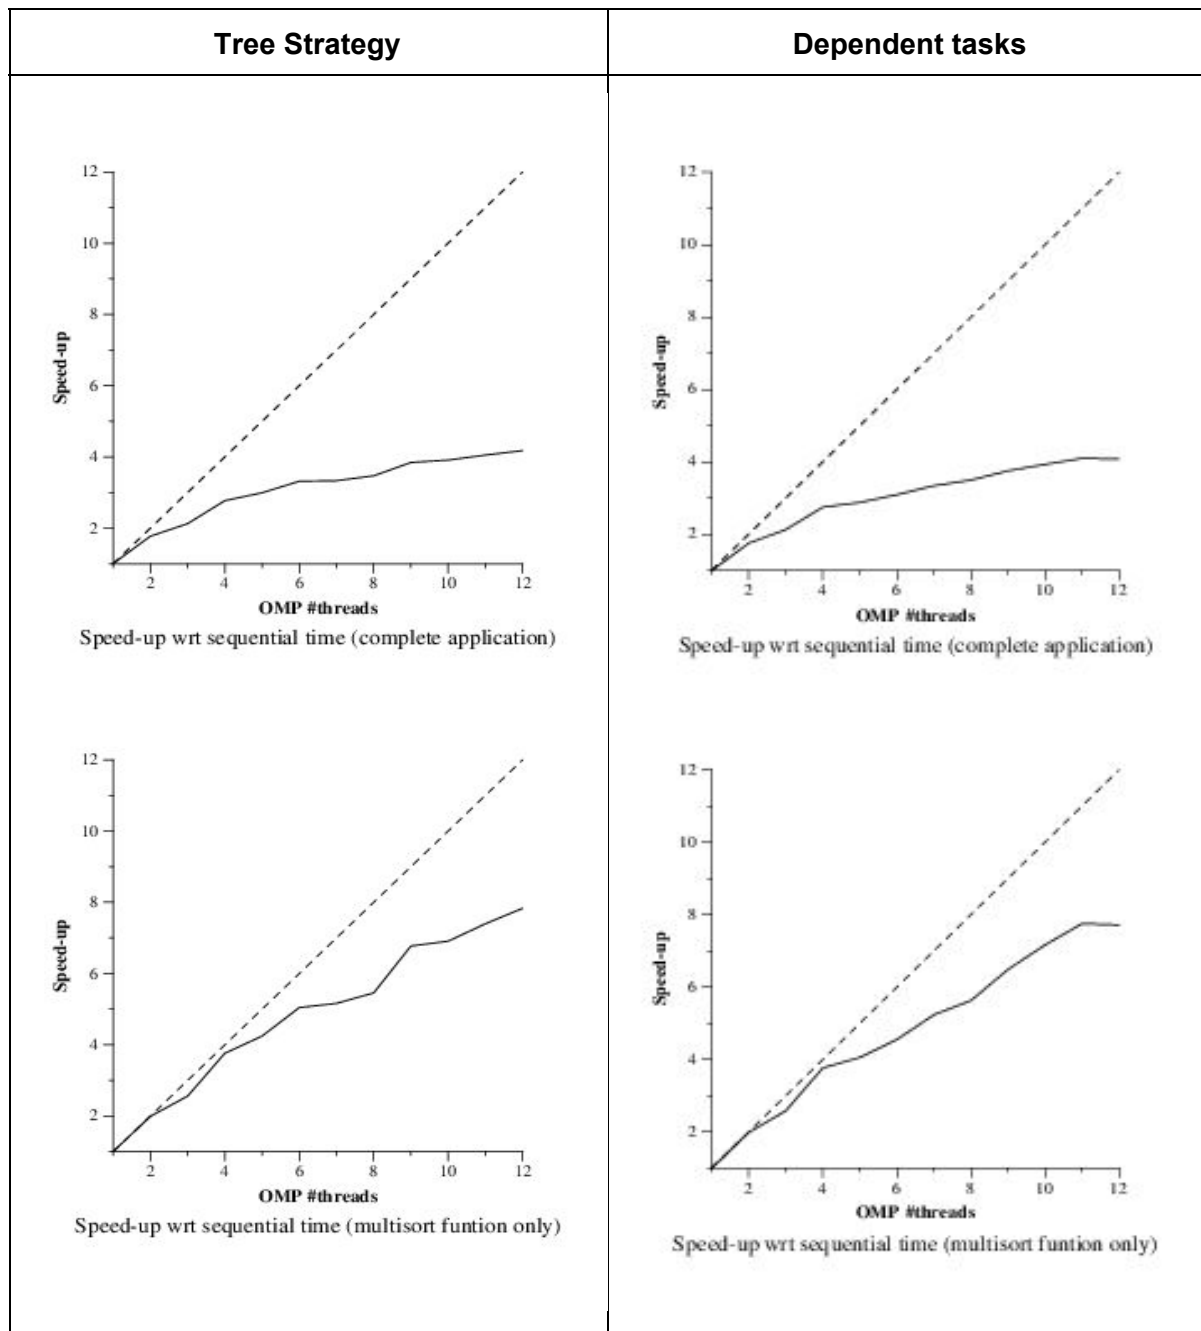 Tree Strategy
Dependent tasks
12
10
8
6
4
2
Speed-up
2 4 6 8 10 12
OMP #threads
Speed-up wrt sequential time (complete application)
12
10
8
6
4
2
Speed-up
2 4 6 8 10 12
OMP #threads
Speed-up wrt sequential time (complete application)
12
10
8
6
4
2
Speed-up
2 4 6 8 10 12
OMP #threads
Speed-up wrt sequential time (multisort funtion only)
12
10
8
6
4
2
Speed-up
2 4 6 8 10 12
OMP #threads
Speed-up wrt sequential time (multisort funtion only)